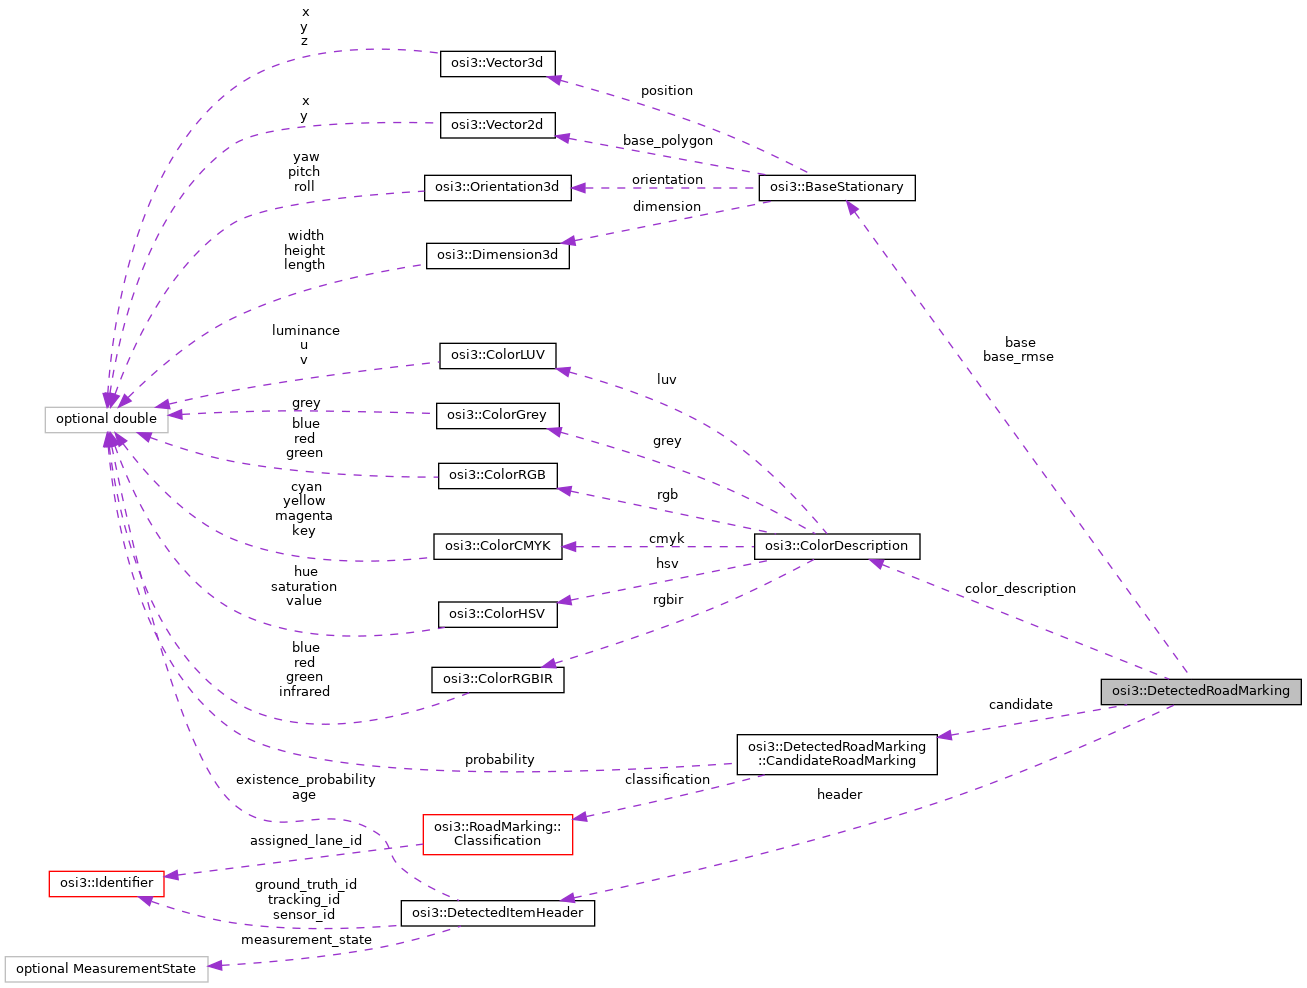 x
y
z
osi3::Vector3d
position
x
y
osi3::Vector2d
base_polygon
yaw
pitch
roll
osi3::Orientation3d
orientation
osi3::BaseStationary
dimension
width
height
length
osi3::Dimension3d
base
base_rmse
luminance
u
v
osi3::ColorLUV
luv
optional double
grey
osi3::ColorGrey
grey
blue
red
green
osi3::ColorRGB
rgb
cyan
yellow
magenta
key
osi3::ColorCMYK
cmyk
osi3::ColorDescription
hsv
hue
saturation
value
osi3::ColorHSV
rgbir
color_description
blue
red
green
infrared
osi3::ColorRGBIR
osi3::DetectedRoadMarking
candidate
probability
osi3::DetectedRoadMarking
::CandidateRoadMarking
existence_probability
age
classification
header
osi3::RoadMarking::
Classification
assigned_lane_id
osi3::Identifier
ground_truth_id
tracking_id
sensor_id
osi3::DetectedItemHeader
measurement_state
optional MeasurementState